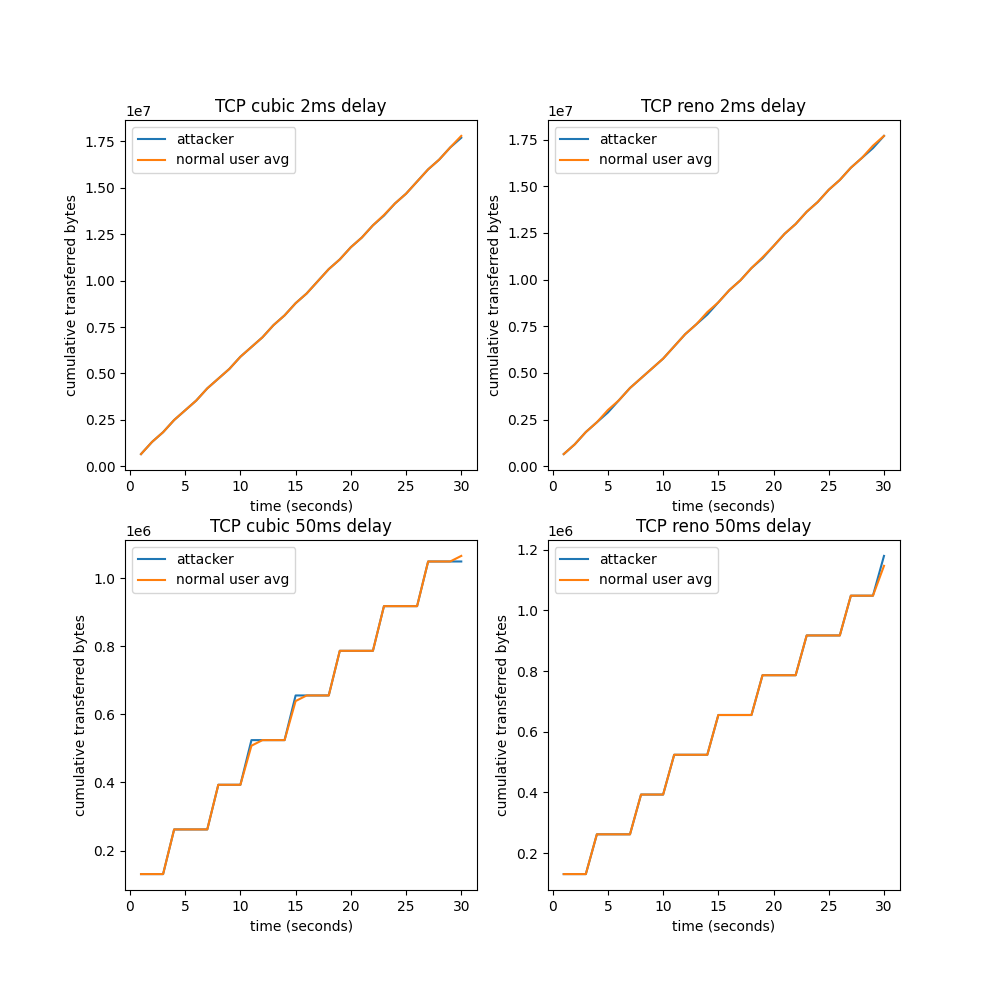 TCP cubic 2ms delay
1e7
attacker
normal user avg
cumulative transferred bytes
1.75
1.50
1.25
1.00
0.75
0.50
0.25
0.00
0 5 10 15 20 25 30
time (seconds)
TCP reno 2ms delay
1e7
attacker
normal user avg
cumulative transferred bytes
1.75
1.50
1.25
1.00
0.75
0.50
0.25
0.00
0 5 10 15 20 25 30
time (seconds)
TCP cubic 50ms delay
1e6
attacker
normal user avg
cumulative transferred bytes
1.0
0.8
0.6
0.4
0.2
0 5 10 15 20 25 30
time (seconds)
TCP reno 50ms delay
1e6
attacker
normal user avg
cumulative transferred bytes
1.2
1.0
0.8
0.6
0.4
0.2
0 5 10 15 20 25 30
time (seconds)